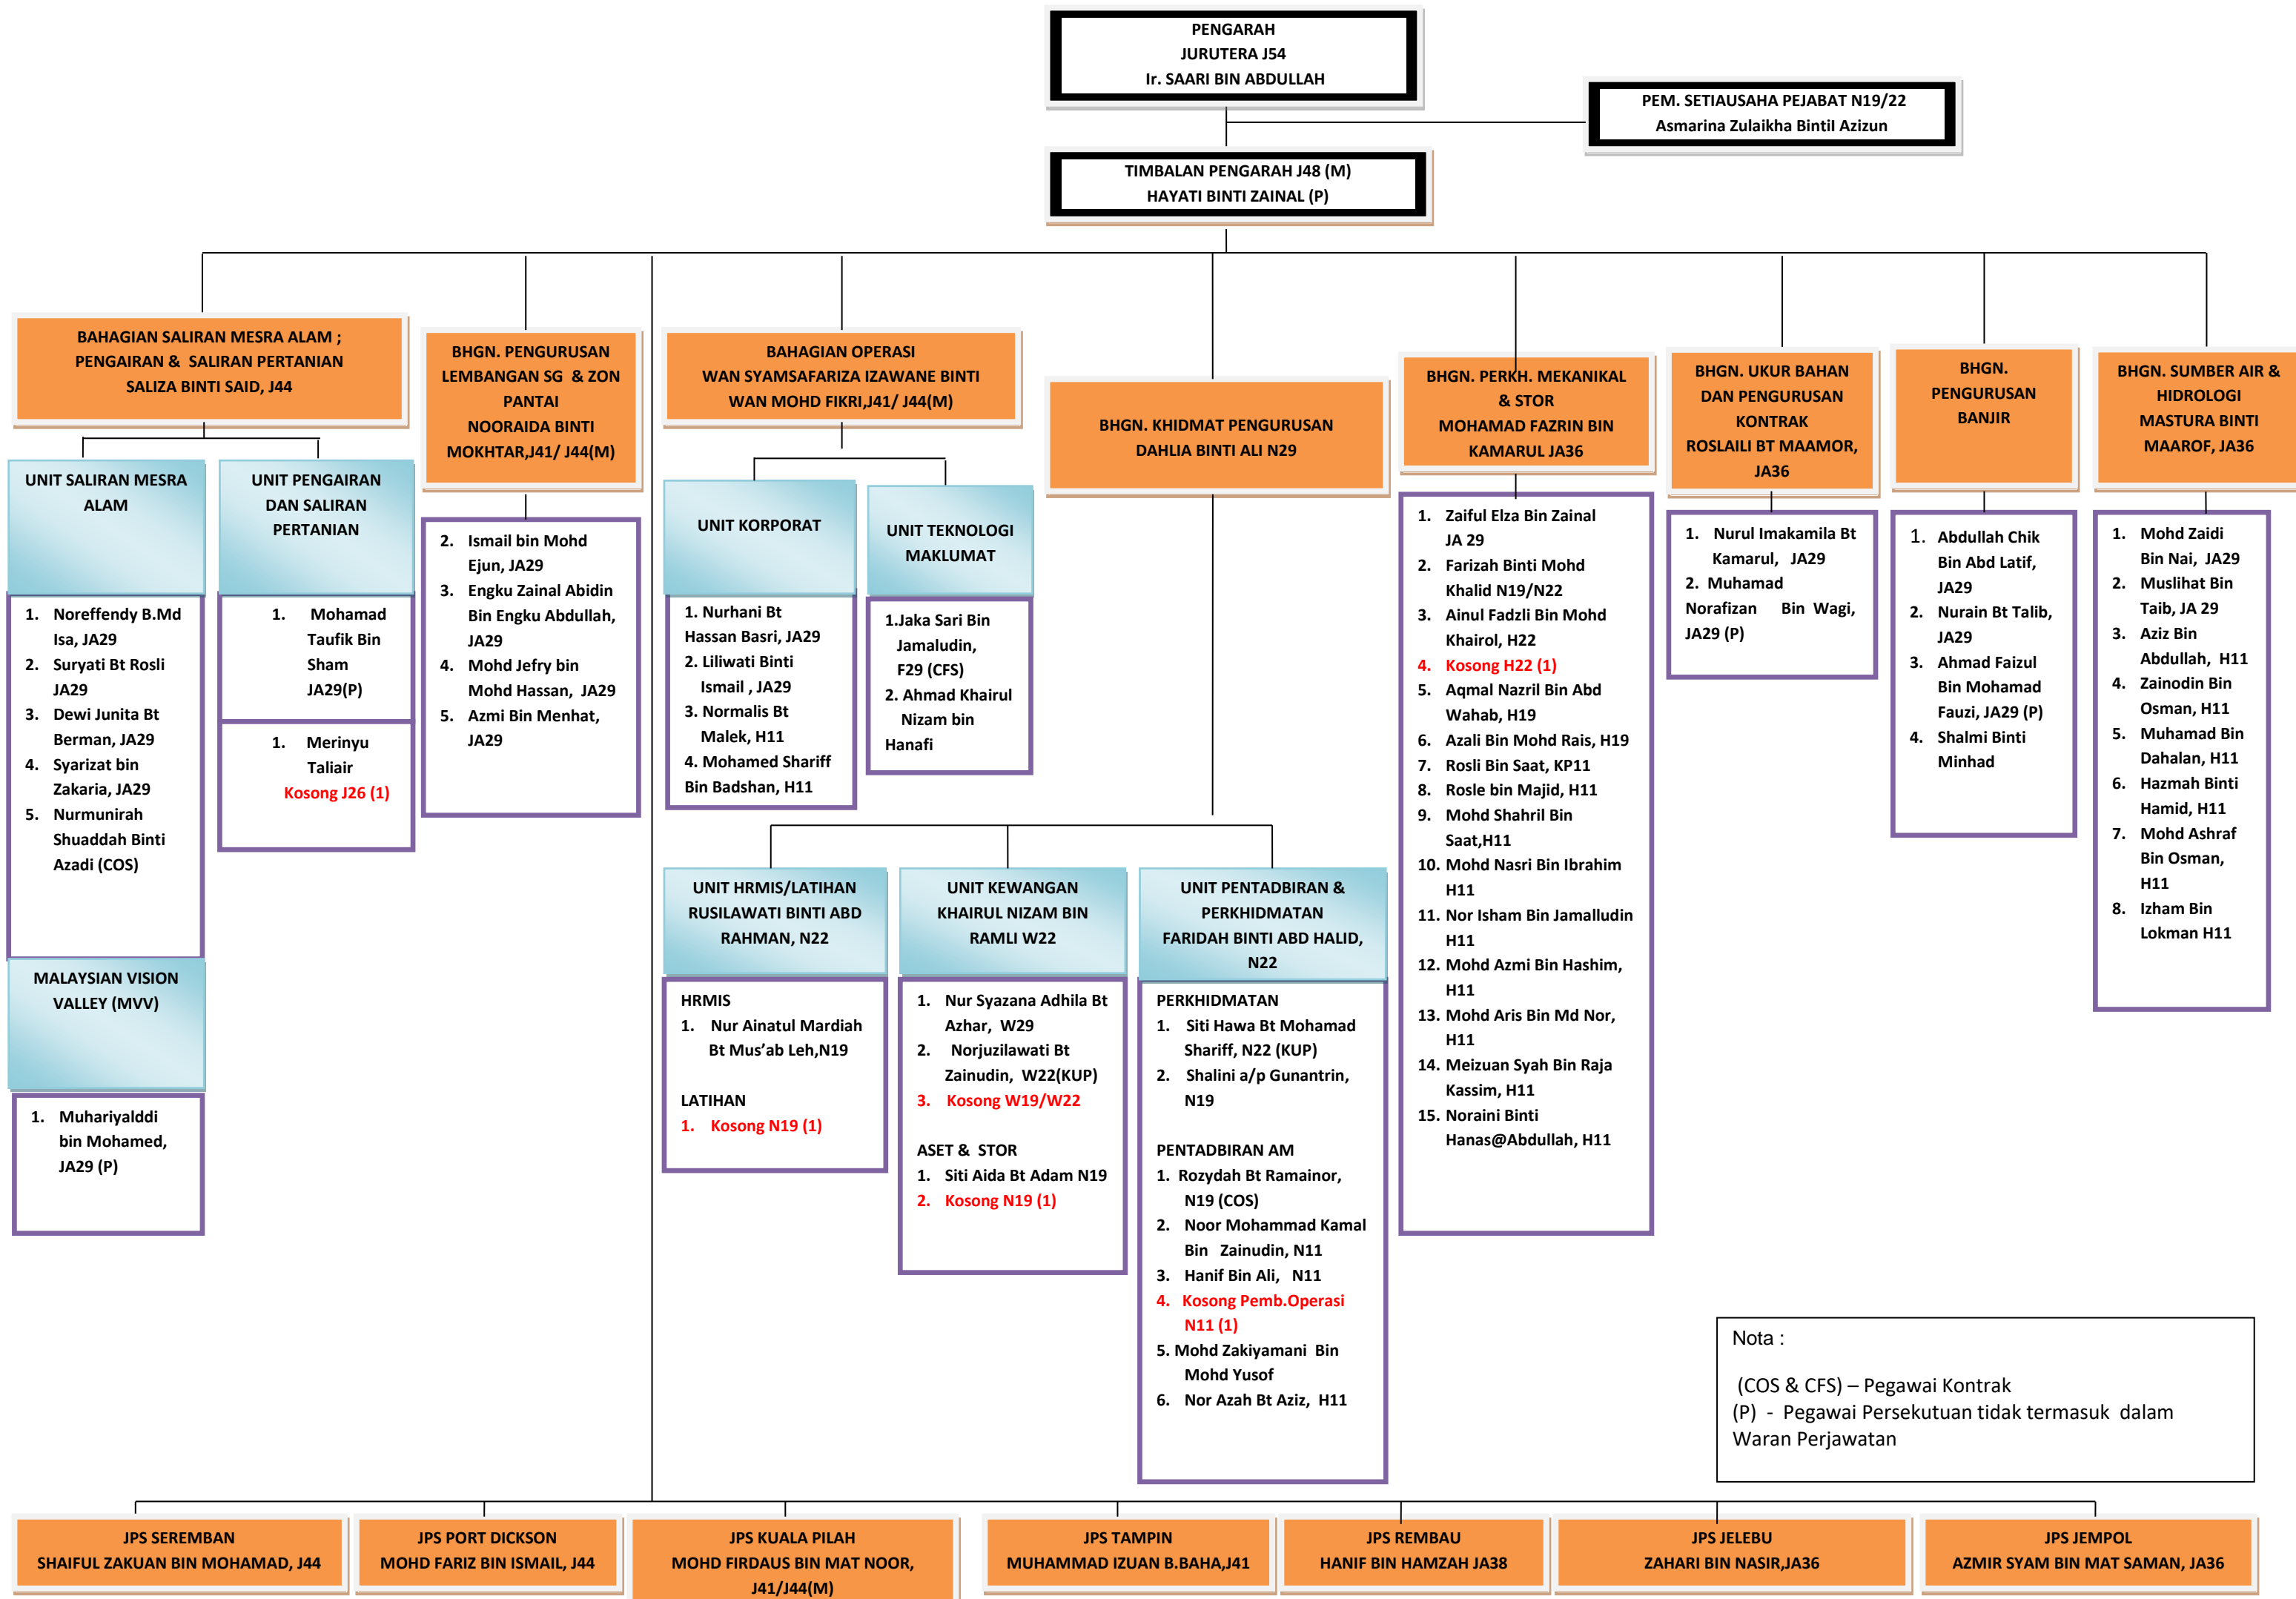 PENGARAH
JURUTERA J54
Ir. SAARI BIN ABDULLAH
PEM. SETIAUSAHA PEJABAT N19/22
Asmarina Zulaikha Bintil Azizun
TIMBALAN PENGARAH J48 (M)
HAYATI BINTI ZAINAL (P)
BAHAGIAN SALIRAN MESRA ALAM ;
PENGAIRAN & SALIRAN PERTANIAN
SALIZA BINTI SAID, J44
BHGN. PENGURUSAN
LEMBANGAN SG & ZON
PANTAI
NOORAIDA BINTI
MOKHTAR,J41/ J44(M)
BAHAGIAN OPERASI
WAN SYAMSAFARIZA IZAWANE BINTI
WAN MOHD FIKRI,J41/ J44(M)
BHGN. KHIDMAT PENGURUSAN
DAHLIA BINTI ALI N29
BHGN. PERKH. MEKANIKAL
& STOR
MOHAMAD FAZRIN BIN
KAMARUL JA36
BHGN. UKUR BAHAN
DAN PENGURUSAN
KONTRAK
ROSLAILI BT MAAMOR,
JA36
BHGN.
PENGURUSAN
BANJIR
BHGN. SUMBER AIR &
HIDROLOGI
MASTURA BINTI
MAAROF, JA36
UNIT SALIRAN MESRA
ALAM
1. Noreffendy B.Md
Isa, JA29
2. Suryati Bt Rosli
JA29
3. Dewi Junita Bt
Berman, JA29
4. Syarizat bin
Zakaria, JA29
5. Nurmunirah
Shuaddah Binti
Azadi (COS)
MALAYSIAN VISION
VALLEY (MVV)
1. Muhariyalddi
bin Mohamed,
JA29 (P)
UNIT PENGAIRAN
DAN SALIRAN
PERTANIAN
1. Mohamad
Taufik Bin
Sham
JA29(P)
1. Merinyu
Taliair
Kosong J26 (1)
2. Ismail bin Mohd
Ejun, JA29
3. Engku Zainal Abidin
Bin Engku Abdullah,
JA29
4. Mohd Jefry bin
Mohd Hassan, JA29
5. Azmi Bin Menhat,
JA29
UNIT KORPORAT
1. Nurhani Bt
Hassan Basri, JA29
2. Liliwati Binti
Ismail , JA29
3. Normalis Bt
Malek, H11
4. Mohamed Shariff
Bin Badshan, H11
UNIT TEKNOLOGI
MAKLUMAT
1.Jaka Sari Bin
Jamaludin,
F29 (CFS)
2. Ahmad Khairul
Nizam bin
Hanafi
UNIT HRMIS/LATIHAN
RUSILAWATI BINTI ABD
RAHMAN, N22
HRMIS
1. Nur Ainatul Mardiah
Bt Mus’ab Leh,N19
LATIHAN
1. Kosong N19 (1)
UNIT KEWANGAN
KHAIRUL NIZAM BIN
RAMLI W22
1. Nur Syazana Adhila Bt
Azhar, W29
2. Norjuzilawati Bt
Zainudin, W22(KUP)
3. Kosong W19/W22
ASET & STOR
1. Siti Aida Bt Adam N19
2. Kosong N19 (1)
UNIT PENTADBIRAN &
PERKHIDMATAN
FARIDAH BINTI ABD HALID,
N22
PERKHIDMATAN
1. Siti Hawa Bt Mohamad
Shariff, N22 (KUP)
2. Shalini a/p Gunantrin,
N19
PENTADBIRAN AM
1. Rozydah Bt Ramainor,
N19 (COS)
2. Noor Mohammad Kamal
Bin Zainudin, N11
3. Hanif Bin Ali, N11
4. Kosong Pemb.Operasi
N11 (1)
5. Mohd Zakiyamani Bin
Mohd Yusof
6. Nor Azah Bt Aziz, H11
1. Zaiful Elza Bin Zainal
JA 29
2. Farizah Binti Mohd
Khalid N19/N22
3. Ainul Fadzli Bin Mohd
Khairol, H22
4. Kosong H22 (1)
5. Aqmal Nazril Bin Abd
Wahab, H19
6. Azali Bin Mohd Rais, H19
7. Rosli Bin Saat, KP11
8. Rosle bin Majid, H11
9. Mohd Shahril Bin
Saat,H11
10. Mohd Nasri Bin Ibrahim
H11
11. Nor Isham Bin Jamalludin
H11
12. Mohd Azmi Bin Hashim,
H11
13. Mohd Aris Bin Md Nor,
H11
14. Meizuan Syah Bin Raja
Kassim, H11
15. Noraini Binti
Hanas@Abdullah, H11
1. Nurul Imakamila Bt
Kamarul, JA29
2. Muhamad
Norafizan Bin Wagi,
JA29 (P)
1. Abdullah Chik
Bin Abd Latif,
JA29
2. Nurain Bt Talib,
JA29
3. Ahmad Faizul
Bin Mohamad
Fauzi, JA29 (P)
4. Shalmi Binti
Minhad
1. Mohd Zaidi
Bin Nai, JA29
2. Muslihat Bin
Taib, JA 29
3. Aziz Bin
Abdullah, H11
4. Zainodin Bin
Osman, H11
5. Muhamad Bin
Dahalan, H11
6. Hazmah Binti
Hamid, H11
7. Mohd Ashraf
Bin Osman,
H11
8. Izham Bin
Lokman H11
Nota :
(COS & CFS) – Pegawai Kontrak
(P) - Pegawai Persekutuan tidak termasuk dalam
Waran Perjawatan
JPS SEREMBAN
SHAIFUL ZAKUAN BIN MOHAMAD, J44
JPS PORT DICKSON
MOHD FARIZ BIN ISMAIL, J44
JPS KUALA PILAH
MOHD FIRDAUS BIN MAT NOOR,
J41/J44(M)
JPS TAMPIN
MUHAMMAD IZUAN B.BAHA,J41
JPS REMBAU
HANIF BIN HAMZAH JA38
JPS JELEBU
ZAHARI BIN NASIR,JA36
JPS JEMPOL
AZMIR SYAM BIN MAT SAMAN, JA36